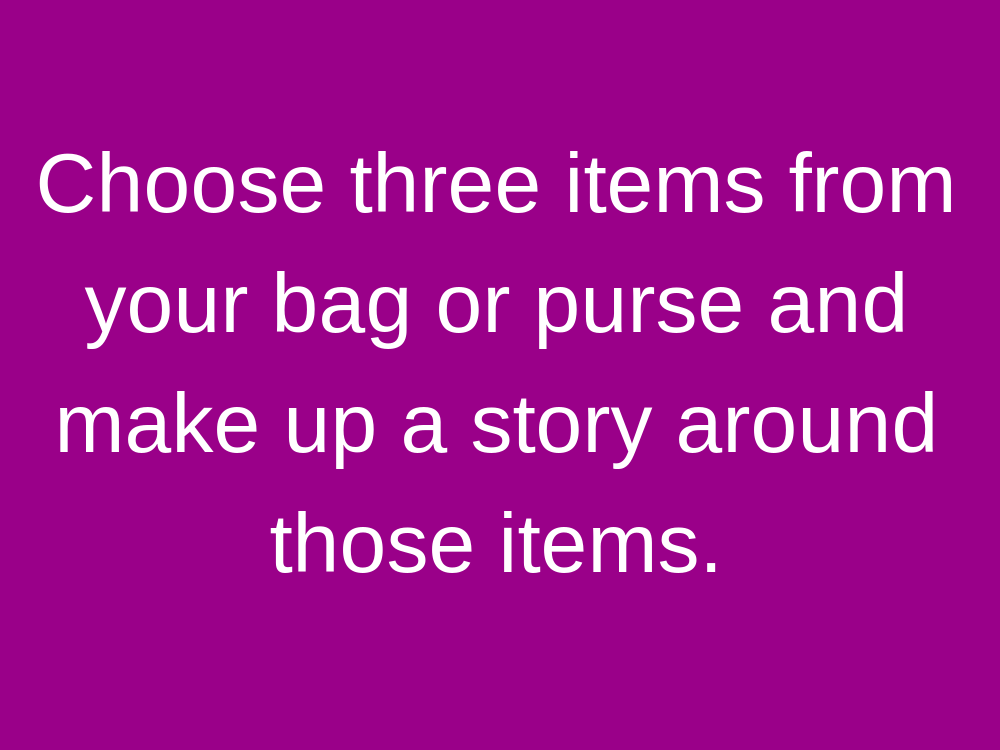 Choose three items from
your bag or purse and
make up a story around
those items.